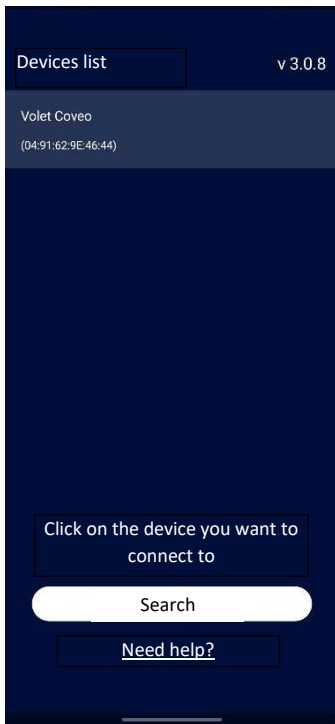 Devices list
v 3.0.8
Volet Coveo
(04:91:62:9E:46:44)
Click on the device you want to
connect to
Search
Need help?